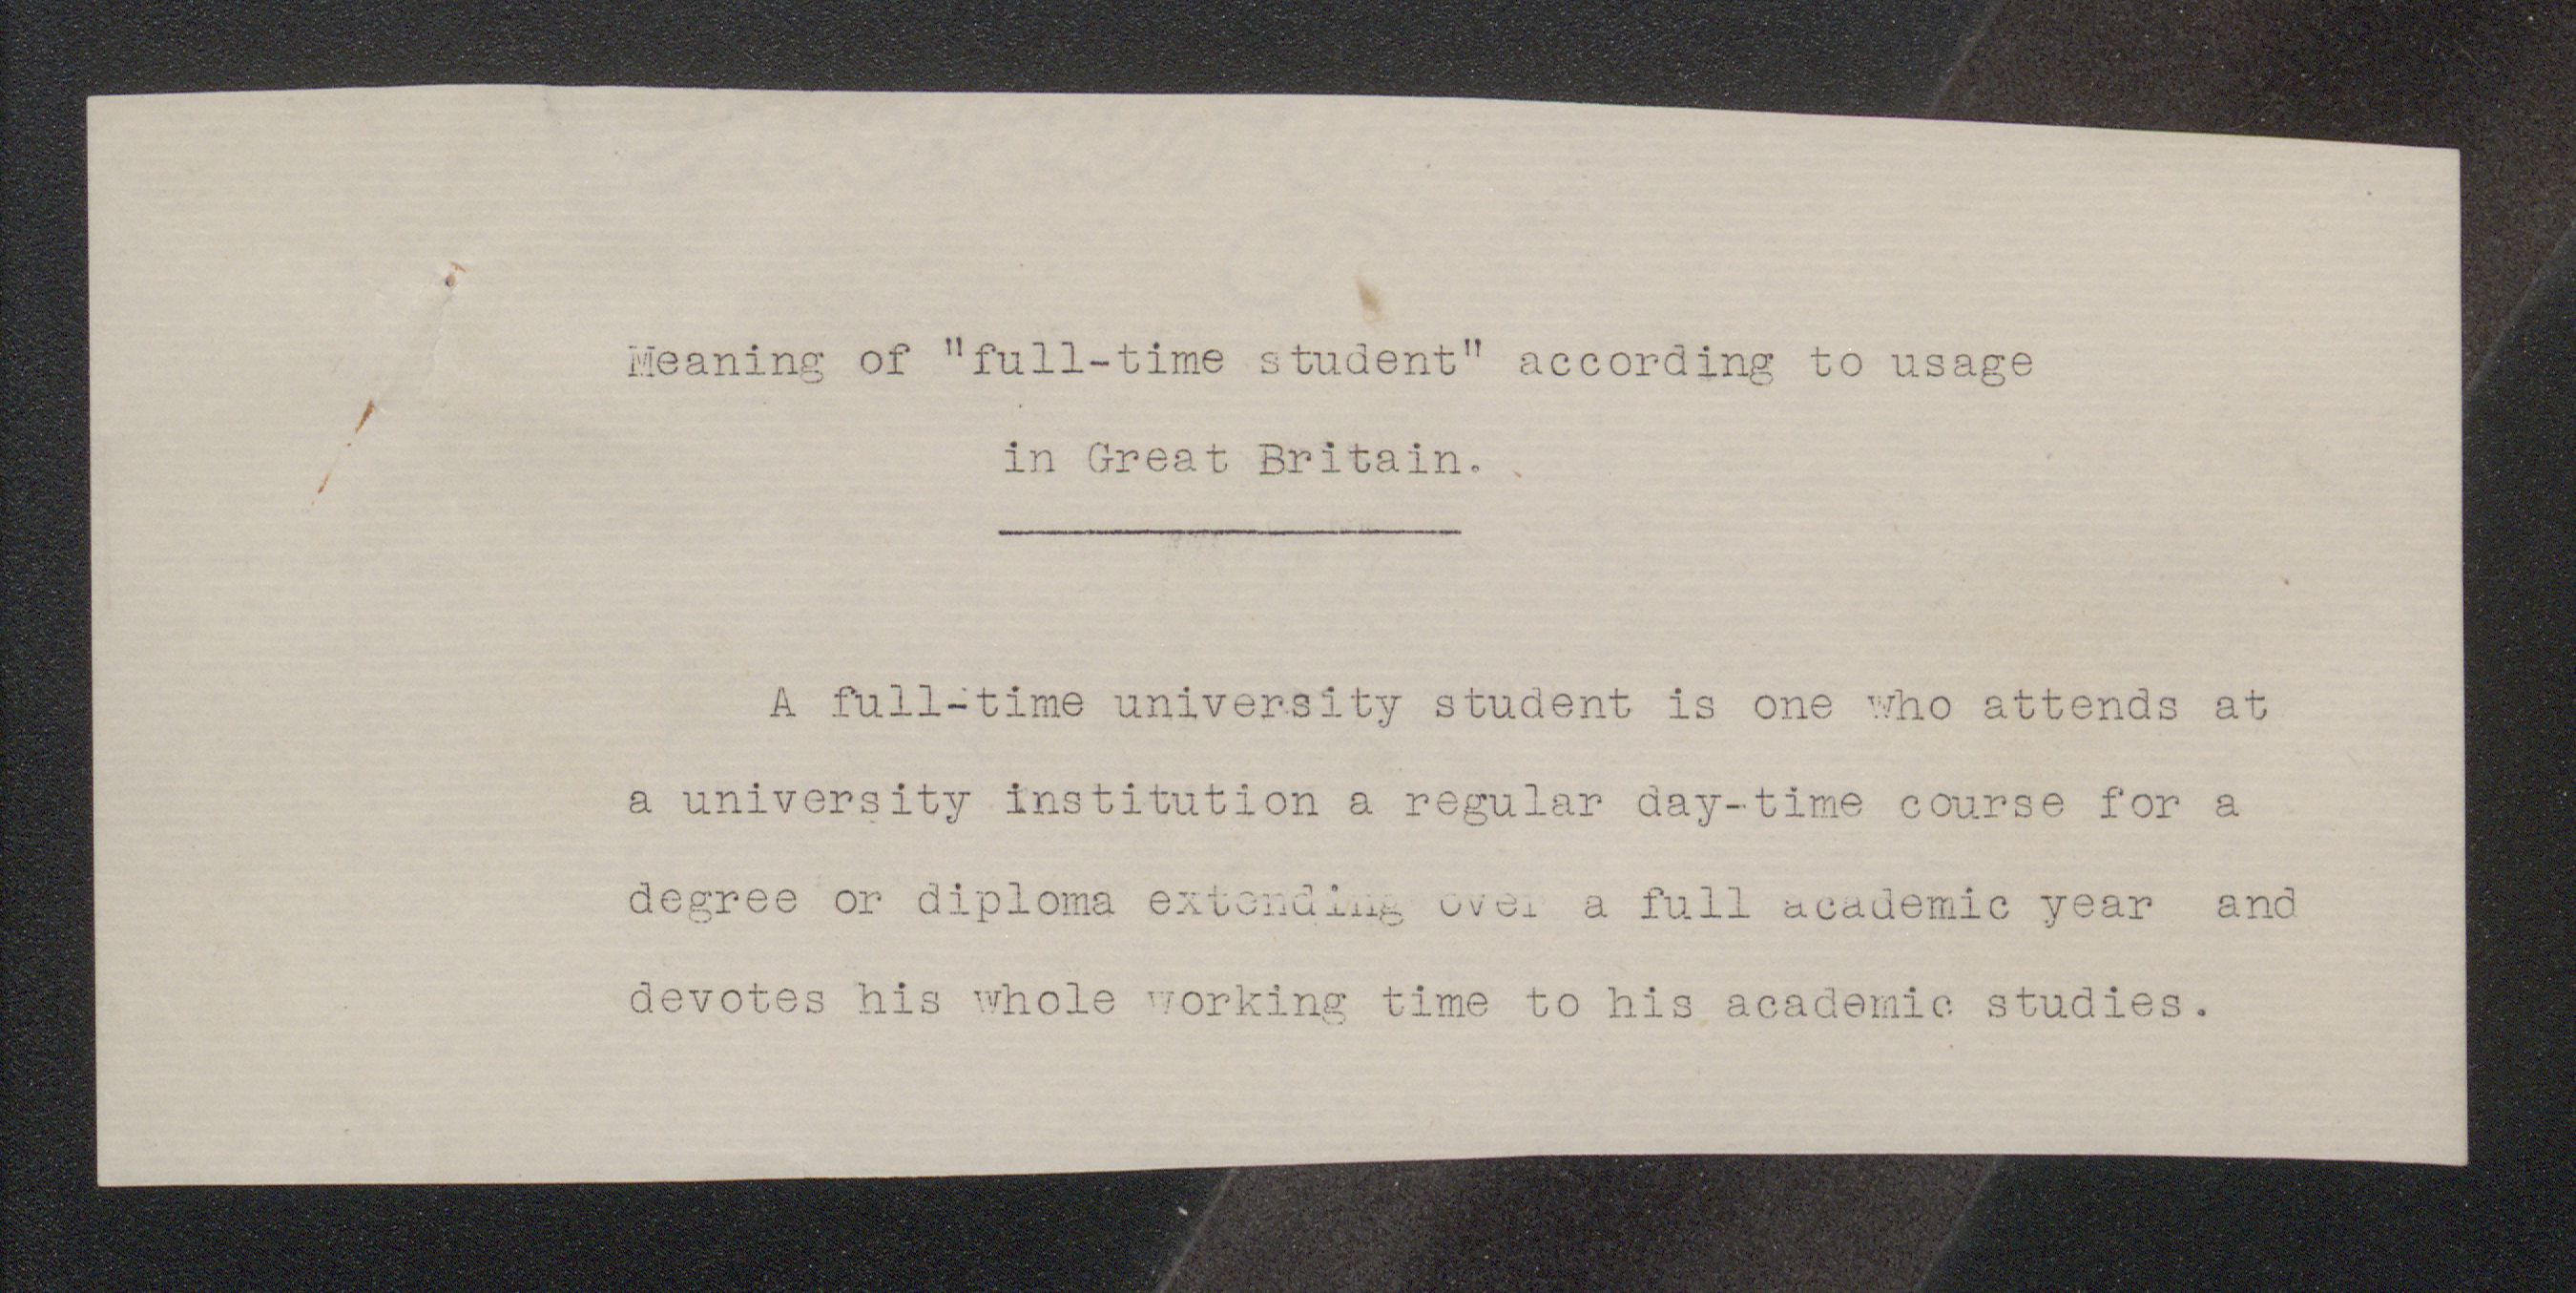 Meaning of "full-time student" according to usage
in Great Britain.
A full-time university student is one who attends at
a university institution a regular day-time course for a
degree or diploma extending over a full academic year and
devotes his whole working time to his academic studies.